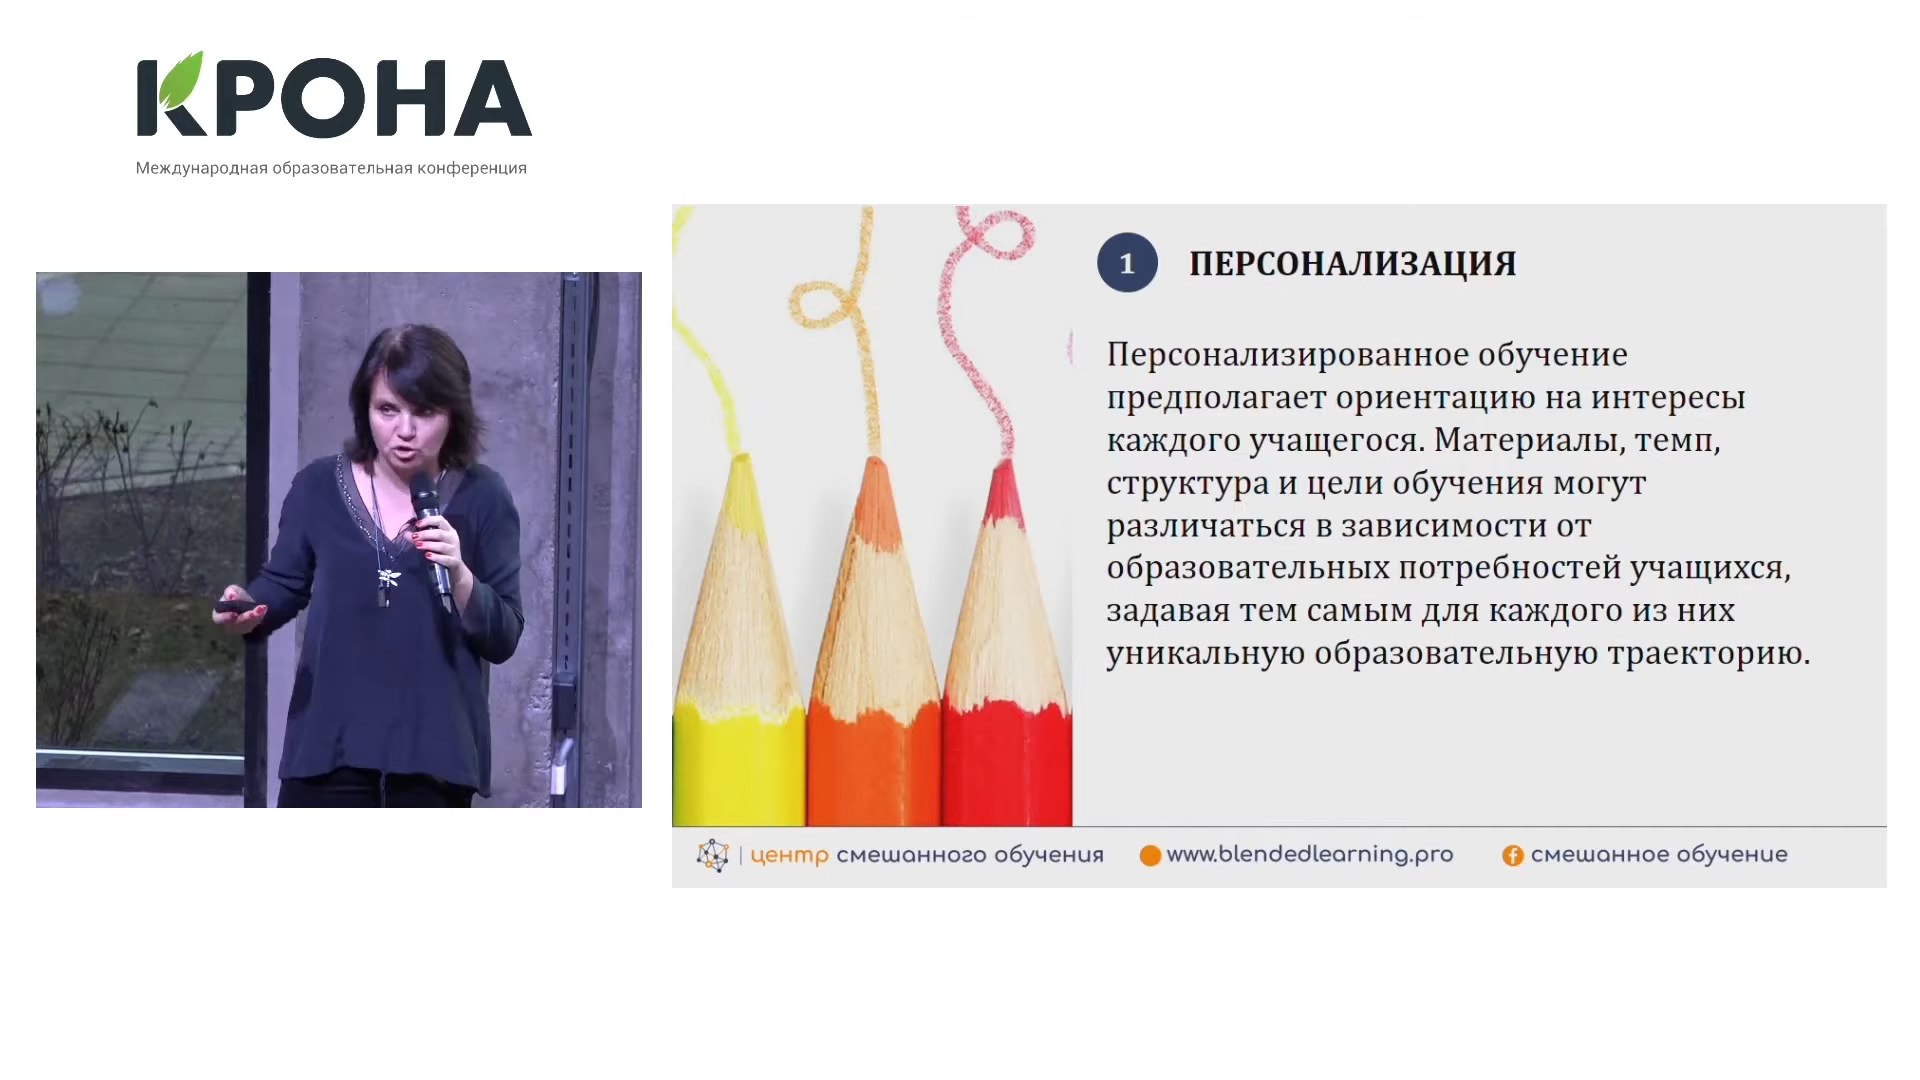 КРОНА
Международная образовательная конференция
1 ПЕРСОНАЛИЗАЦИЯ
Персонализированное обучение
предполагает ориентацию на интересы
каждого учащегося. Материалы, темп,
структура и цели обучения могут
различаться в зависимости от
образовательных потребностей учащихся,
задавая тем самым для каждого из них
уникальную образовательную траекторию.
| центр смешанного обучения www.blendedlearning.pro f смешанное обучение